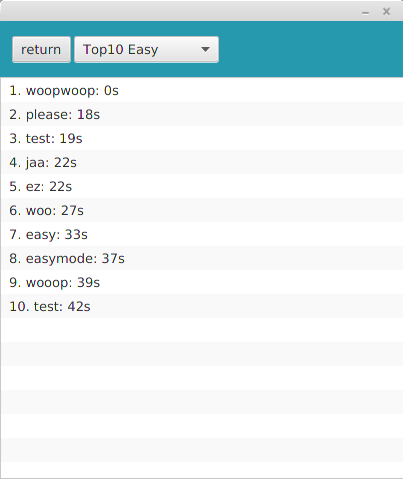 return
Top10 Easy
1. woopwoop: 0s
2. please: 18s
3. test: 19s
4. jaa: 22s
5. ez: 22s
6. woo: 27s
7. easy: 33s
8. easymode: 37s
9. wooop: 39s
10. test: 42s